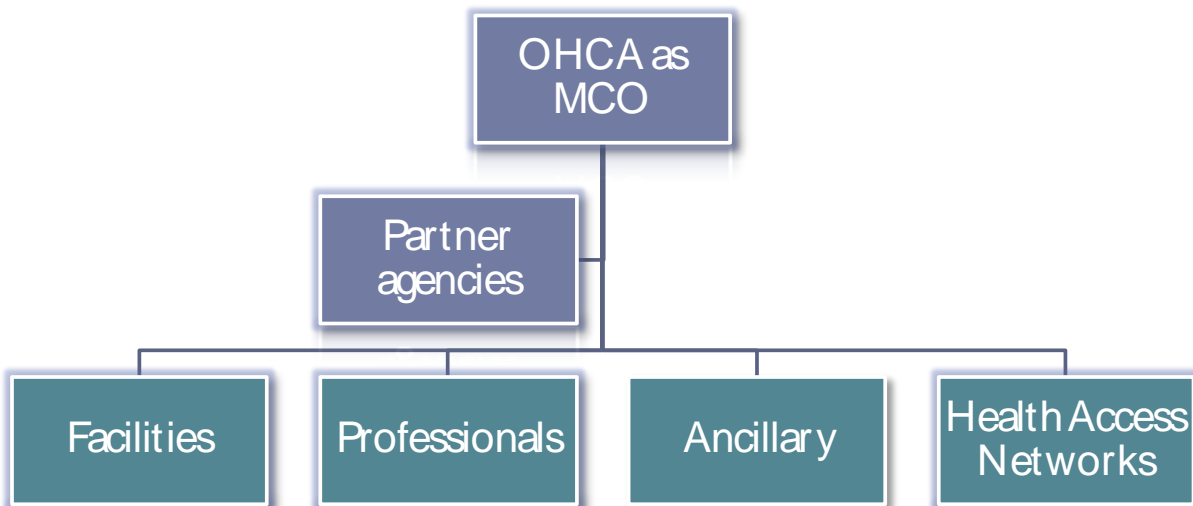 OHCA as
MCO
Partner
agencies
Facilities
Professionals
Ancillary
Health Access
Networks